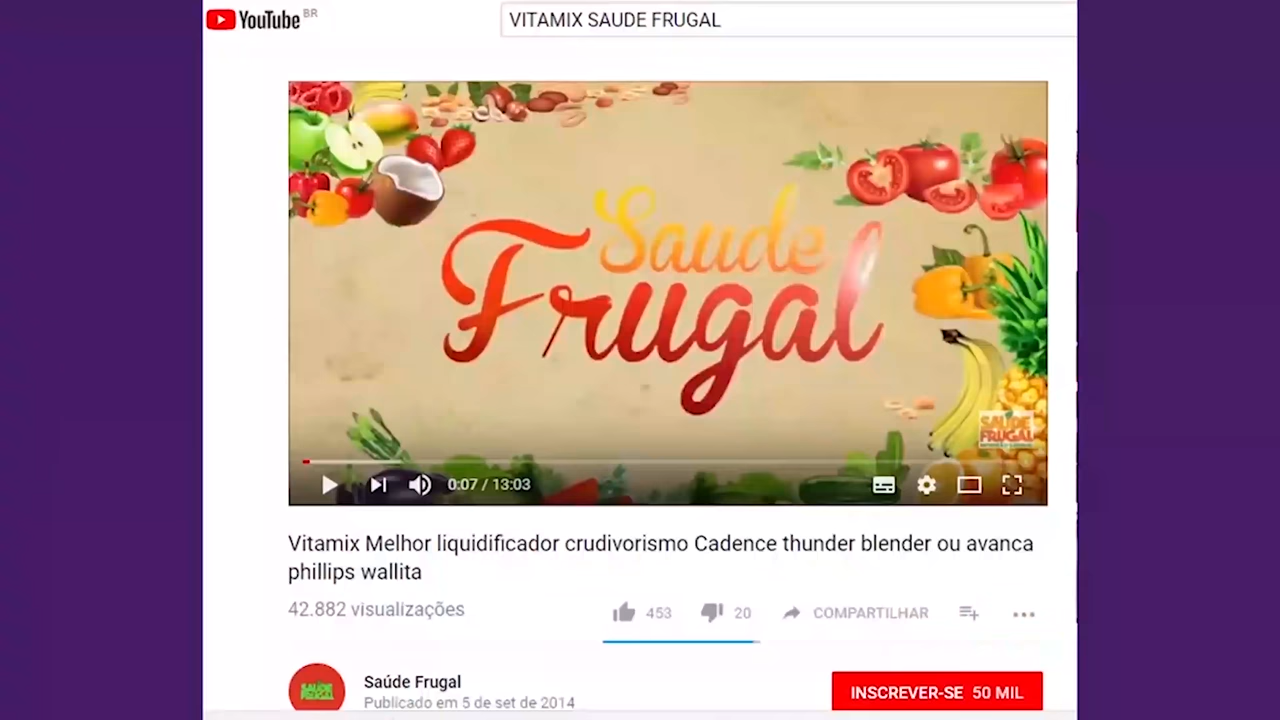 YouTube BR
VITAMIX SAUDE FRUGAL
Saude
Frugal
SAÚDE
FRUGAL
0:07 / 13:03
Vitamix Melhor liquidificador crudivorismo Cadence thunder blender ou avanca
phillips wallita
42.882 visualizações
453
20
COMPARTILHAR
SAÚDE
FRUGAL
Saúde Frugal
Publicado em 5 de set de 2014
INSCREVER-SE 50 MIL